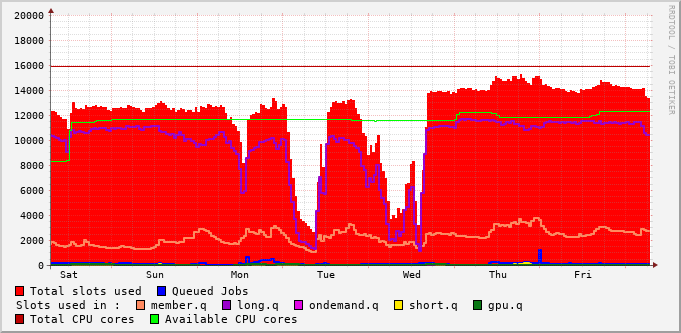 20000
18000
16000
14000
12000
10000
8000
6000
4000
2000
0
Sat Sun Mon Tue Wed Thu Fri
RRDTOOL / TOBI OETIKER
Total slots used Queued Jobs
Slots used in : member.q long.q ondemand.q short.q gpu.q
Total CPU cores Available CPU cores